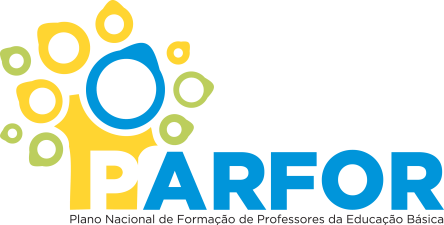 PARFOR
Plano Nacional de Formação de Professores da Educação Básica